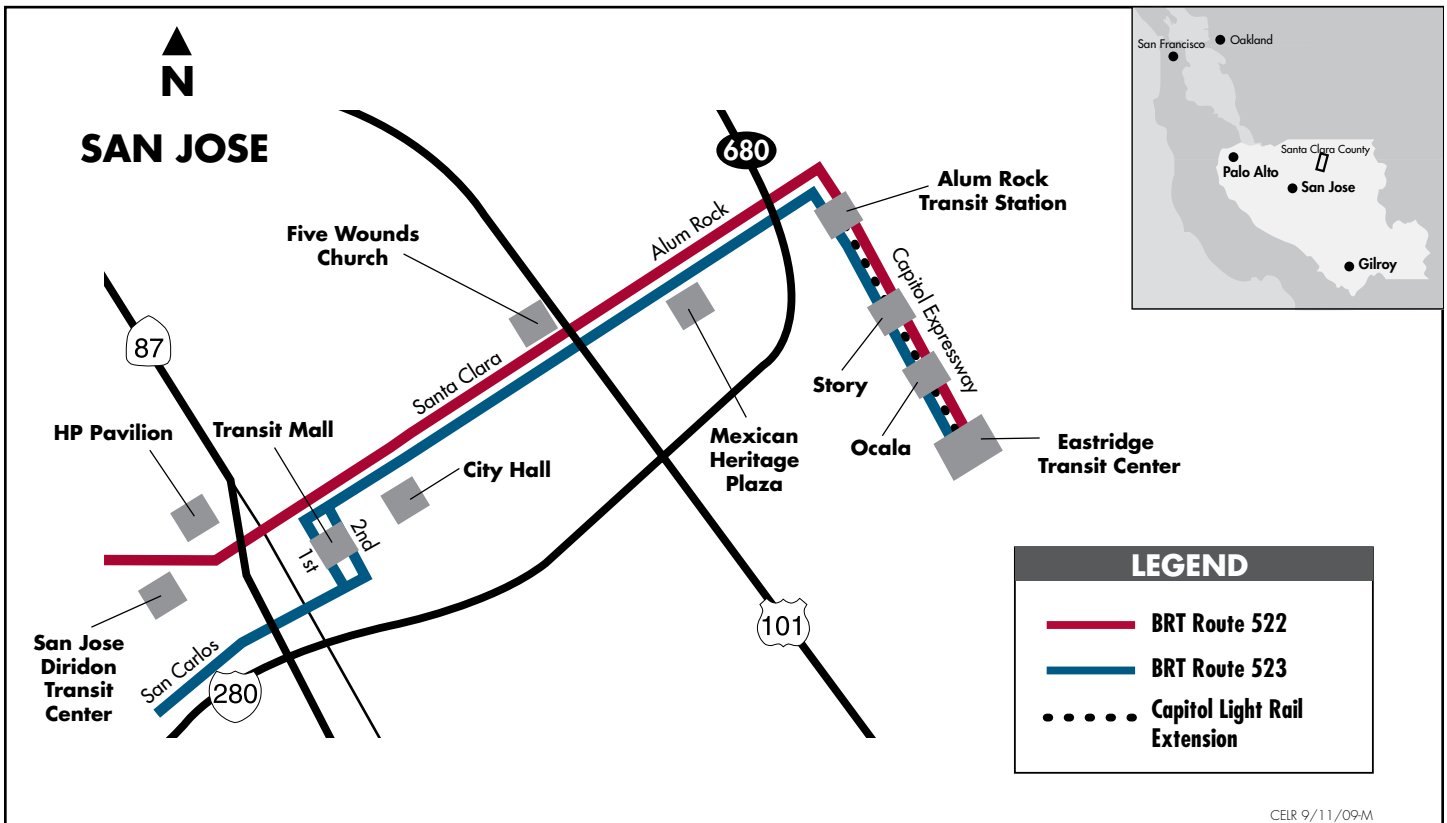 N
SAN JOSE
San Francisco
Oakland
Santa Clara County
Palo Alto
San Jose
Gilroy
680
Alum Rock
Transit Station
Five Wounds
Church
Alum Rock
Capitol Expressway
87
Santa Clara
Story
HP Pavilion
Transit Mall
Mexican
Heritage
Plaza
Ocala
Eastridge
Transit Center
City Hall
1st
2nd
San Jose
Diridon
Transit
Center
San Carlos
280
101
LEGEND
BRT Route 522
BRT Route 523
Capitol Light Rail
Extension
CELR 9/11/09-M